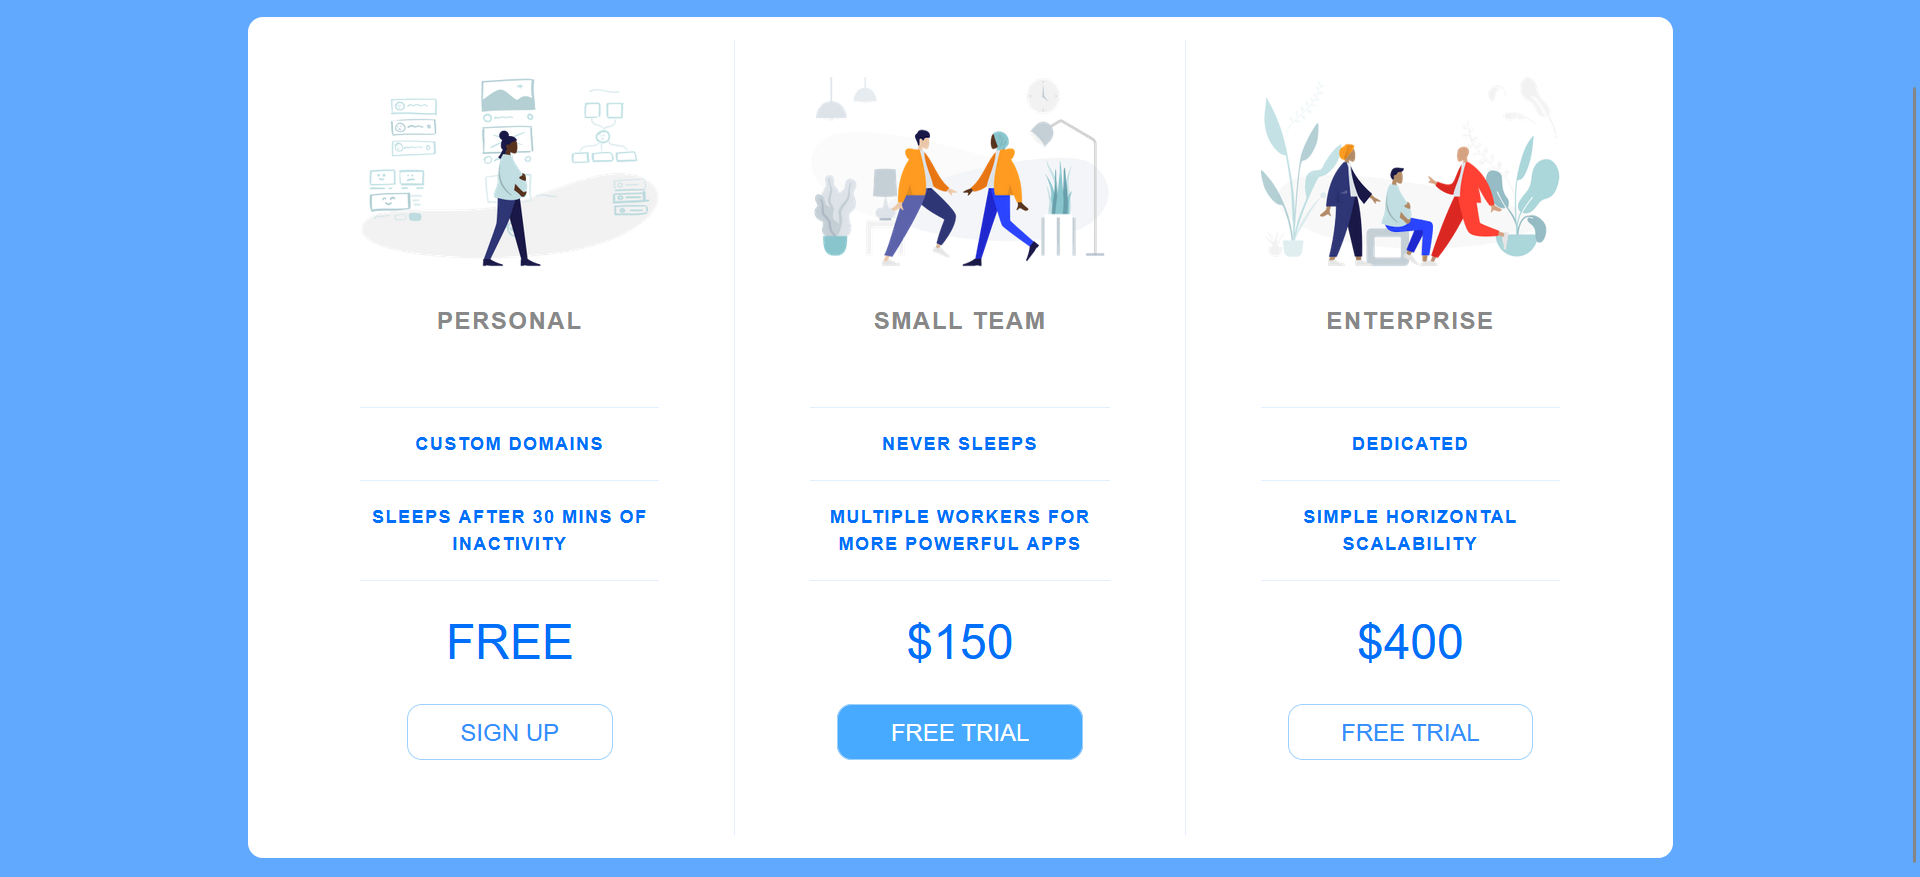 PERSONAL
CUSTOM DOMAINS
SLEEPS AFTER 30 MINS OF
INACTIVITY
FREE
SIGN UP
SMALL TEAM
NEVER SLEEPS
MULTIPLE WORKERS FOR
MORE POWERFUL APPS
$150
FREE TRIAL
ENTERPRISE
DEDICATED
SIMPLE HORIZONTAL
SCALABILITY
$400
FREE TRIAL